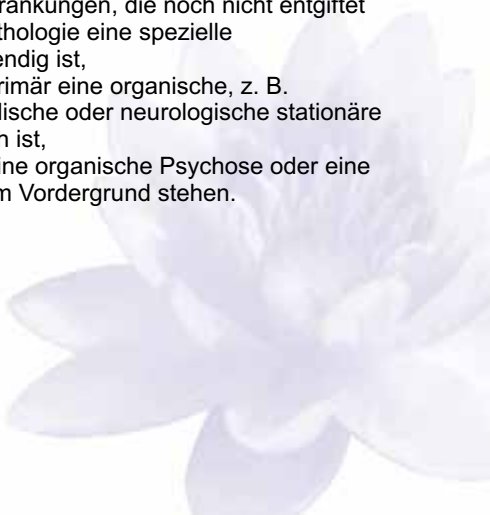 rankungen, die noch nicht entgiftet
thologie eine spezielle
endig ist,
rimär eine organische, z. B.
lische oder neurologische stationäre
h ist,
ine organische Psychose oder eine
m Vordergrund stehen.